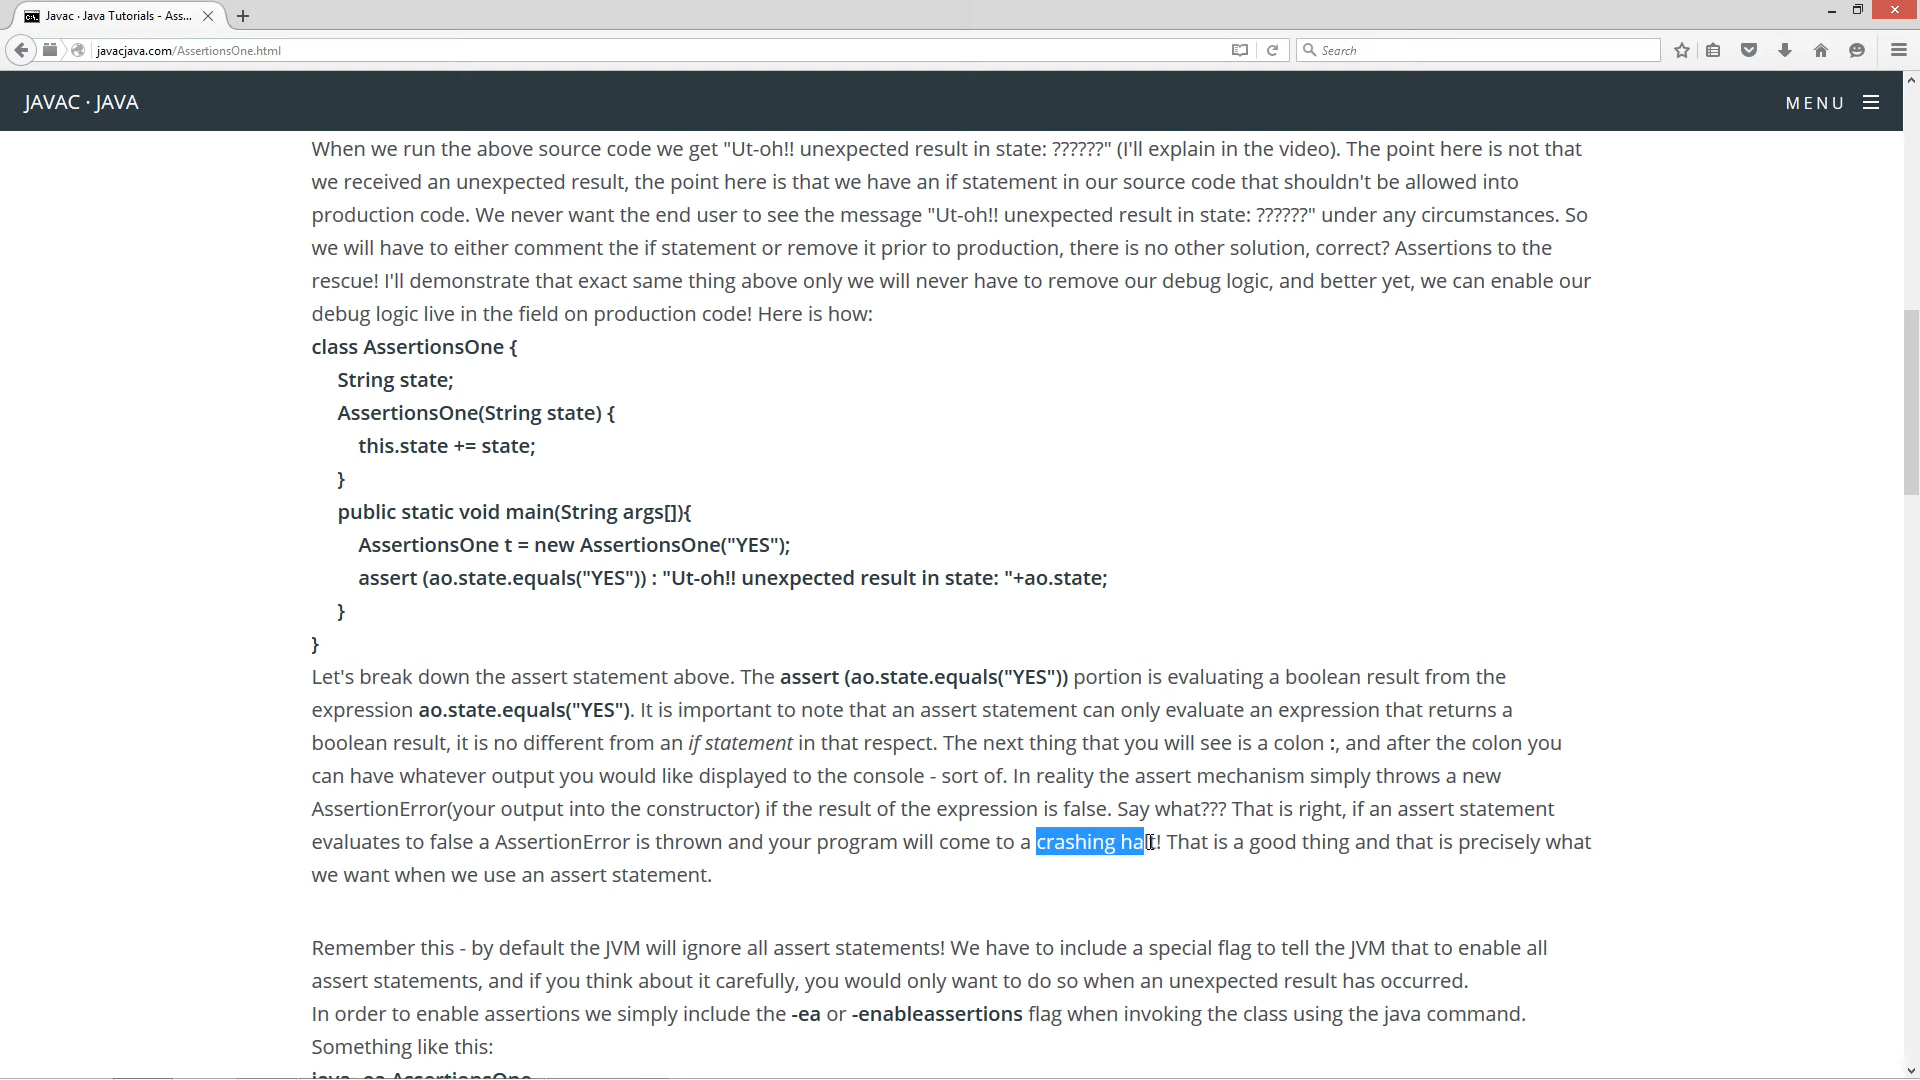 Javac · Java Tutorials - Ass...
javacjava.com/AssertionsOne.html
Search
JAVAC · JAVA
MENU
When we run the above source code we get "Ut-oh!! unexpected result in state: ??????" (I'll explain in the video). The point here is not that
we received an unexpected result, the point here is that we have an if statement in our source code that shouldn't be allowed into
production code. We never want the end user to see the message "Ut-oh!! unexpected result in state: ??????" under any circumstances. So
we will have to either comment the if statement or remove it prior to production, there is no other solution, correct? Assertions to the
rescue! I'll demonstrate that exact same thing above only we will never have to remove our debug logic, and better yet, we can enable our
debug logic live in the field on production code! Here is how:
class AssertionsOne {
String state;
AssertionsOne(String state) {
this.state += state;
}
public static void main(String args[]){
AssertionsOne t = new AssertionsOne("YES");
assert (ao.state.equals("YES")) : "Ut-oh!! unexpected result in state: "+ao.state;
}
}
Let's break down the assert statement above. The assert (ao.state.equals("YES")) portion is evaluating a boolean result from the
expression ao.state.equals("YES"). It is important to note that an assert statement can only evaluate an expression that returns a
boolean result, it is no different from an if statement in that respect. The next thing that you will see is a colon :, and after the colon you
can have whatever output you would like displayed to the console - sort of. In reality the assert mechanism simply throws a new
AssertionError(your output into the constructor) if the result of the expression is false. Say what??? That is right, if an assert statement
evaluates to false a AssertionError is thrown and your program will come to a crashing halt! That is a good thing and that is precisely what
we want when we use an assert statement.
Remember this - by default the JVM will ignore all assert statements! We have to include a special flag to tell the JVM that to enable all
assert statements, and if you think about it carefully, you would only want to do so when an unexpected result has occurred.
In order to enable assertions we simply include the -ea or -enableassertions flag when invoking the class using the java command.
Something like this:
java -ea AssertionsOne